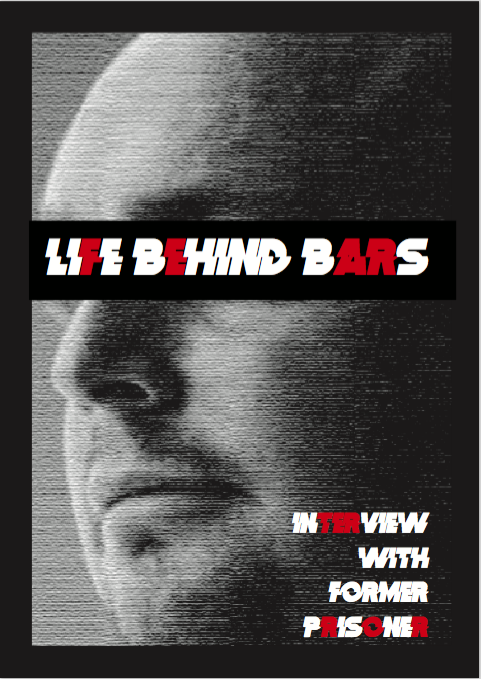 LIFE BEHIND BARS
INTERVIEW
WITH
FORMER
PRISONER